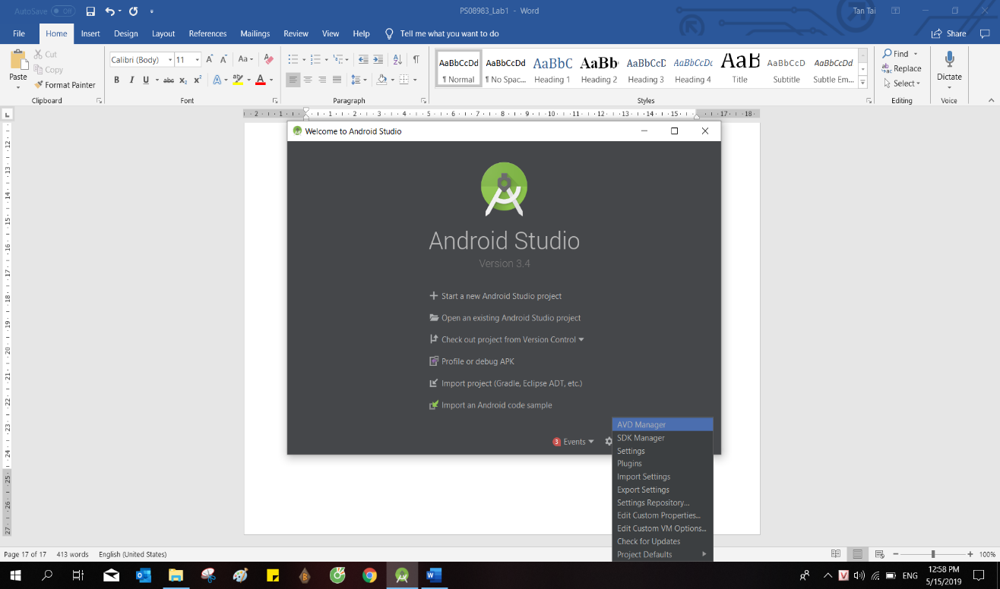 AutoSave Off
PS08983_Lab1 - Word
Tan Tai
File Home Insert Design Layout References Mailings Review View Help Tell me what you want to do
Share
Paste
Cut
Copy
Format Painter
Clipboard
Calibri (Body) 11
Font
Paragraph
AaBbCcDd AaBbCcDd AaBbC AaBb AaBbCcD AaBbCcDc AaB AaBbCcD AaBbCcDd
¶ Normal ¶ No Spac... Heading 1 Heading 2 Heading 3 Heading 4 Title Subtitle Subtle Em...
Styles
Find
Replace
Select
Editing
Dictate
Voice
Welcome to Android Studio
Android Studio
Version 3.4
Start a new Android Studio project
Open an existing Android Studio project
Check out project from Version Control
Profile or debug APK
Import project (Gradle, Eclipse ADT, etc.)
Import an Android code sample
3 Events
AVD Manager
SDK Manager
Settings
Plugins
Import Settings
Export Settings
Settings Repository...
Edit Custom Properties...
Edit Custom VM Options...
Check for Updates
Project Defaults
Page 17 of 17 413 words English (United States)
100%
ENG
12:58 PM
5/15/2019